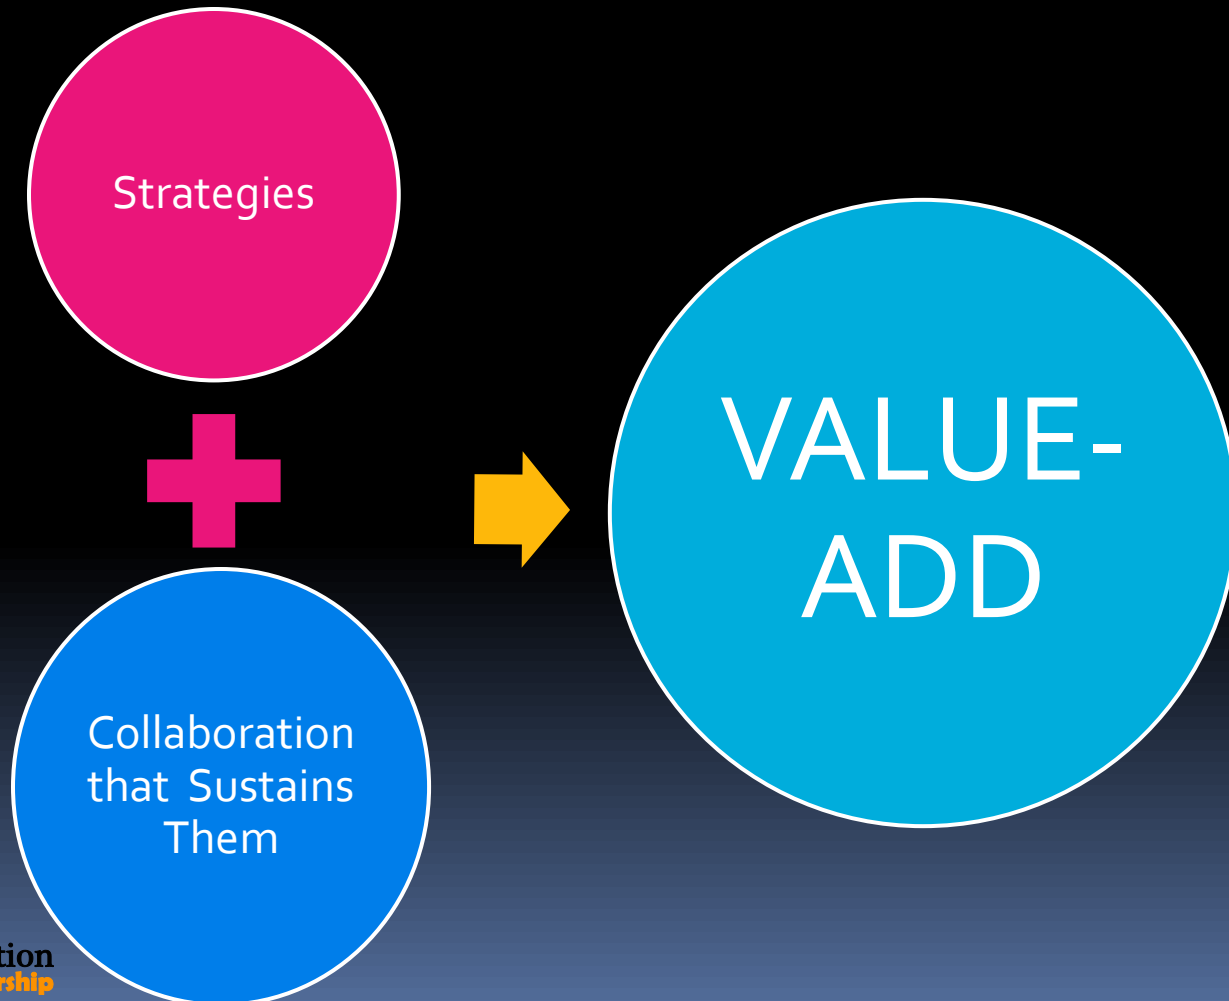 Strategies
Collaboration
that Sustains
Them
VALUE-
ADD